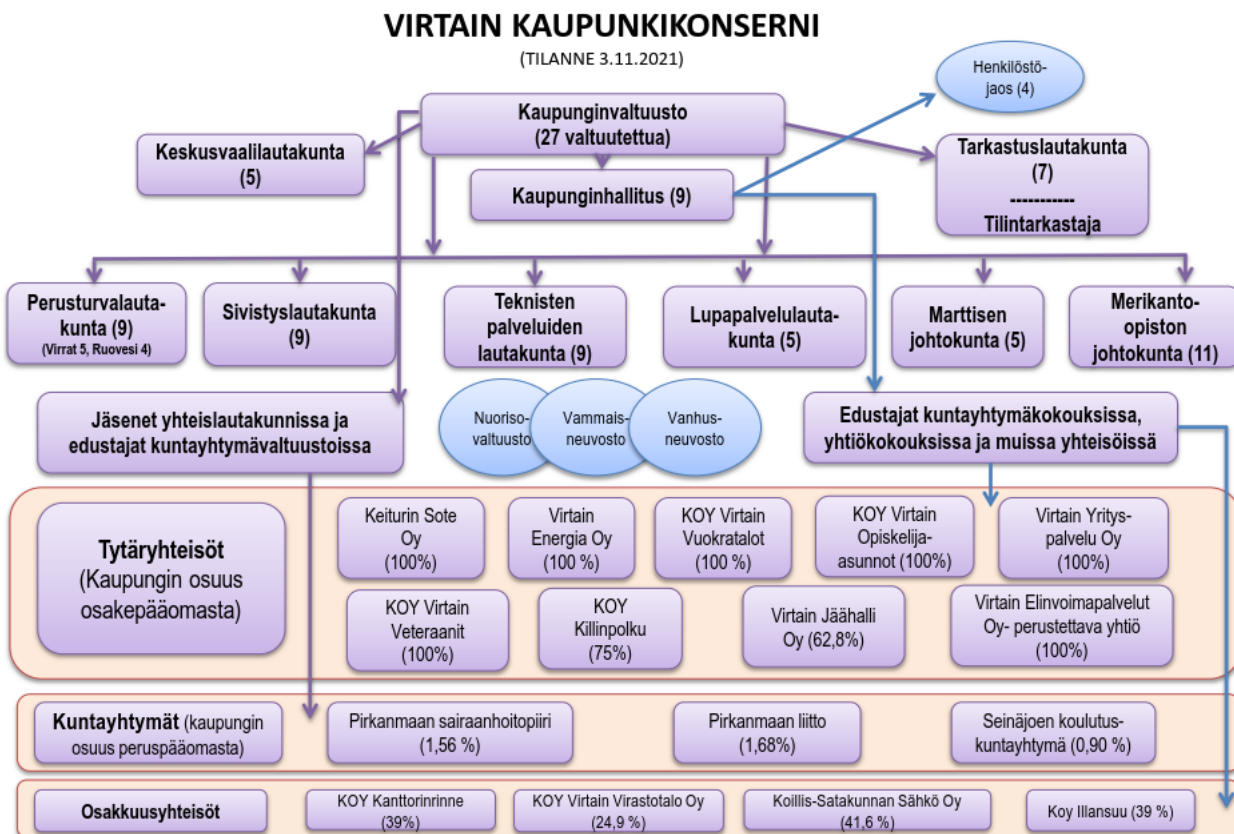 VIRTAIN KAUPUNKIKONSERNI
(TILANNE 3.11.2021)
Henkilöstö-
jaos (4)
Kaupunginvaltuusto
(27 valtuutettua)
Keskusvaalilautakunta
(5)
Tarkastuslautakunta
(7)
-----------
Tilintarkastaja
Kaupunginhallitus (9)
Perusturvalauta-
kunta (9)
(Virrat 5, Ruovesi 4)
Sivistyslautakunta
(9)
Teknisten
palveluiden
lautakunta (9)
Lupapalvelulauta-
kunta (5)
Marttisen
johtokunta (5)
Merikanto-
opiston
johtokunta (11)
Jäsenet yhteislautakunnissa ja
edustajat kuntayhtymävaltuustoissa
Nuoriso-
valtuusto
Vammais-
neuvosto
Vanhus-
neuvosto
Edustajat kuntayhtymäkokouksissa,
yhtiökokouksissa ja muissa yhteisöissä
Tytäryhteisöt
(Kaupungin osuus
osakepääomasta)
Keiturin Sote
Oy
(100%)
Virtain
Energia Oy
(100 %)
KOY Virtain
Vuokratalot
(100 %)
KOY Virtain
Opiskelija-
asunnot (100%)
Virtain Yritys-
palvelu Oy
(100%)
KOY Virtain
Veteraanit
(100%)
KOY
Killinpolku
(75%)
Virtain Jäähalli
Oy (62,8%)
Virtain Elinvoimapalvelut
Oy- perustettava yhtiö
(100%)
Kuntayhtymät (kaupungin
osuus peruspääomasta)
Pirkanmaan sairaanhoitopiiri
(1,56 %)
Pirkanmaan liitto
(1,68%)
Seinäjoen koulutus-
kuntayhtymä (0,90 %)
Osakkuusyhteisöt
KOY Kanttorinrinne
(39%)
KOY Virtain Virastotalo Oy
(24,9 %)
Koillis-Satakunnan Sähkö Oy
(41,6 %)
Koy Illansuu (39 %)